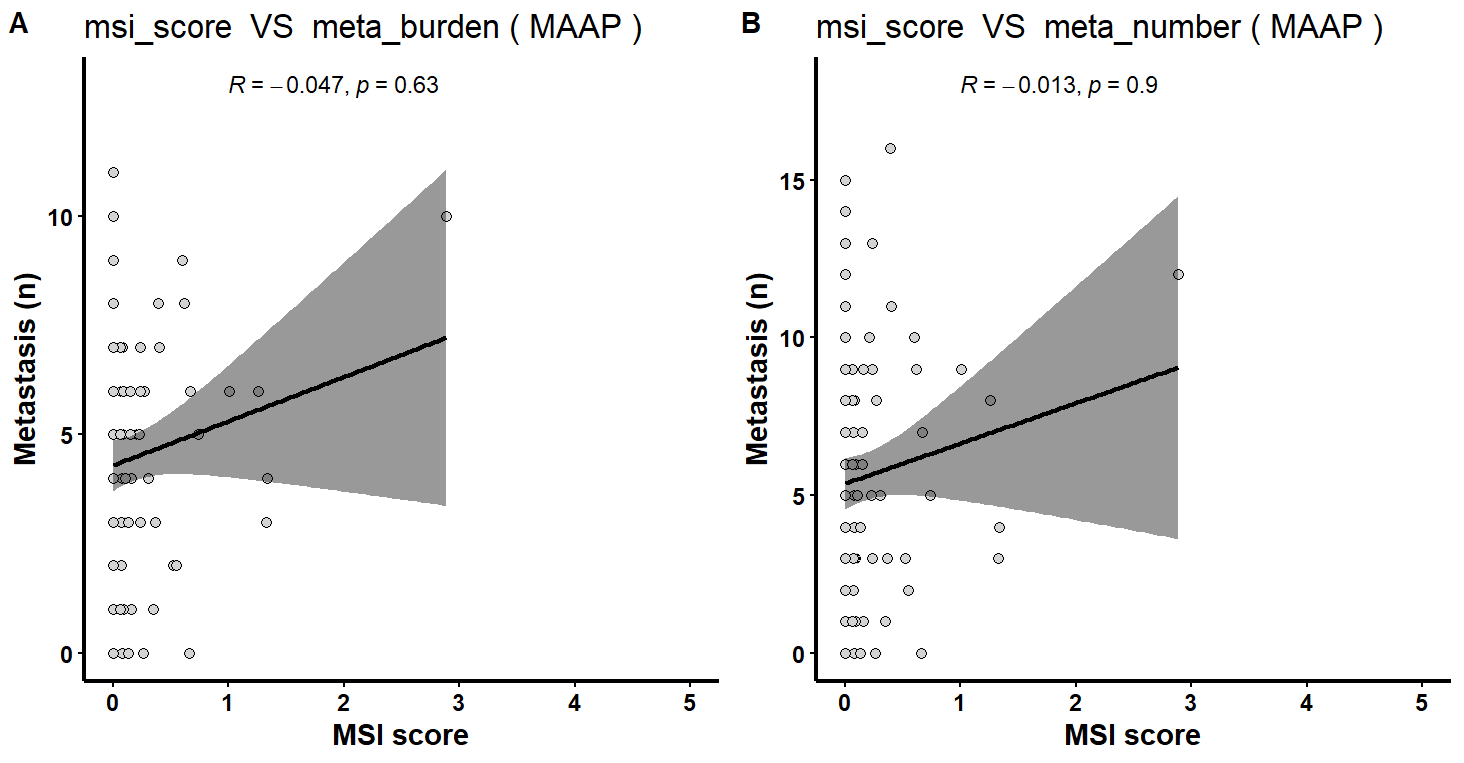 A
msi_score VS meta_burden ( MAAP )
R = −0.047, p = 0.63
10
5
0
Metastasis (n)
0 1 2 3 4 5
MSI score
B
msi_score VS meta_number ( MAAP )
R = −0.013, p = 0.9
15
10
5
0
Metastasis (n)
0 1 2 3 4 5
MSI score